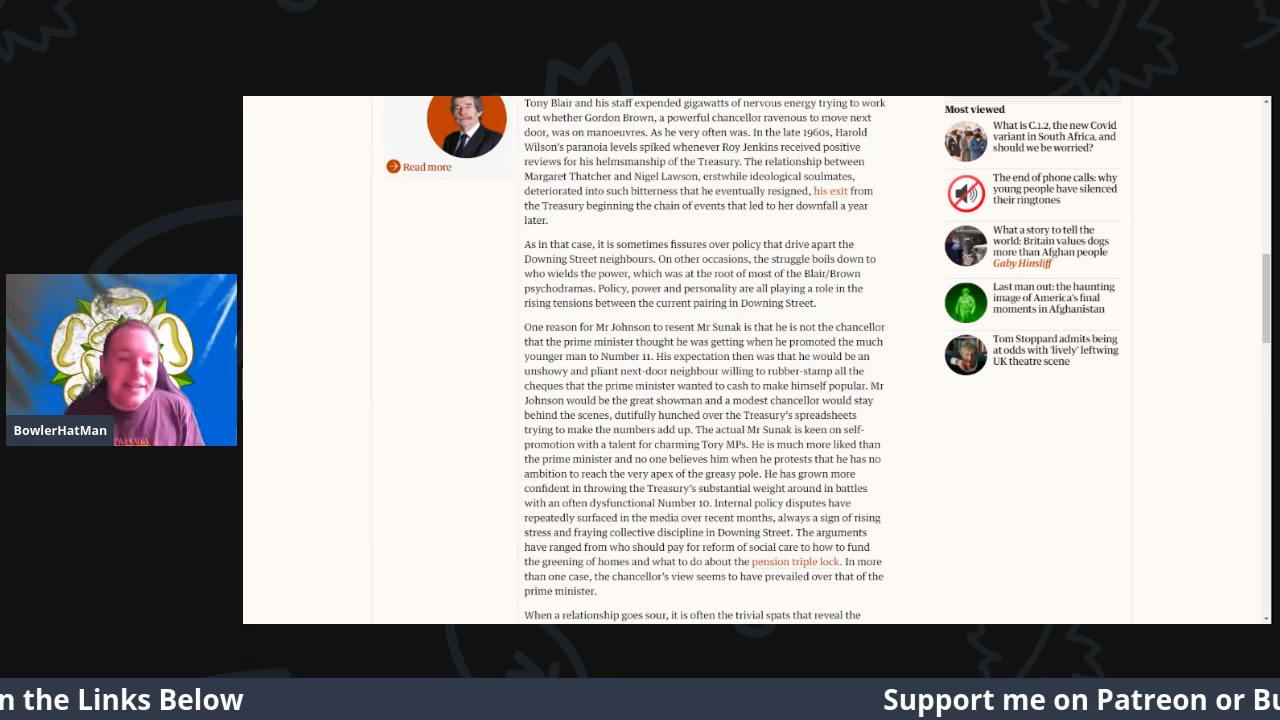 Tony Blair and his staff expended gigawatts of nervous energy trying to work
out whether Gordon Brown, a powerful chancellor ravenous to move next
door, was on manoeuvres. As he very often was. In the late 1960s, Harold
Wilson's paranoia levels spiked whenever Roy Jenkins received positive
reviews for his helmsmanship of the Treasury. The relationship between
Margaret Thatcher and Nigel Lawson, erstwhile ideological soulmates,
deteriorated into such bitterness that he eventually resigned, his exit from
the Treasury beginning the chain of events that led to her downfall a year
later.
As in that case, it is sometimes fissures over policy that drive apart the
Downing Street neighbours. On other occasions, the struggle boils down to
who wields the power, which was at the root of most of the Blair/Brown
psychodramas. Policy, power and personality are all playing a role in the
rising tensions between the current pairing in Downing Street.
One reason for Mr Johnson to resent Mr Sunak is that he is not the chancellor
that the prime minister thought he was getting when he promoted the much
younger man to Number 11. His expectation then was that he would be an
unshowy and pliant next-door neighbour willing to rubber-stamp all the
cheques that the prime minister wanted to cash to make himself popular. Mr
Johnson would be the great showman and a modest chancellor would stay
behind the scenes, dutifully hunched over the Treasury's spreadsheets
trying to make the numbers add up. The actual Mr Sunak is keen on self-
promotion with a talent for charming Tory MPs. He is much more liked than
the prime minister and no one believes him when he protests that he has no
ambition to reach the very apex of the greasy pole. He has grown more
confident in throwing the Treasury's substantial weight around in battles
with an often dysfunctional Number 10. Internal policy disputes have
repeatedly surfaced in the media over recent months, always a sign of rising
stress and fraying collective discipline in Downing Street. The arguments
have ranged from who should pay for reform of social care to how to fund
the greening of homes and what to do about the pension triple lock. In more
than one case, the chancellor's view seems to have prevailed over that of the
prime minister.
When a relationship goes sour, it is often the trivial spats that reveal the
Read more
Most viewed
What is C.1.2, the new Covid
variant in South Africa, and
should we be worried?
The end of phone calls: why
young people have silenced
their ringtones
What a story to tell the
world: Britain values dogs
more than Afghan people
Gaby Hinsliff
Last man out: the haunting
image of America's final
moments in Afghanistan
Tom Stoppard admits being
at odds with 'lively' leftwing
UK theatre scene
BowlerHatMan
n the Links Below
Support me on Patreon or Bu